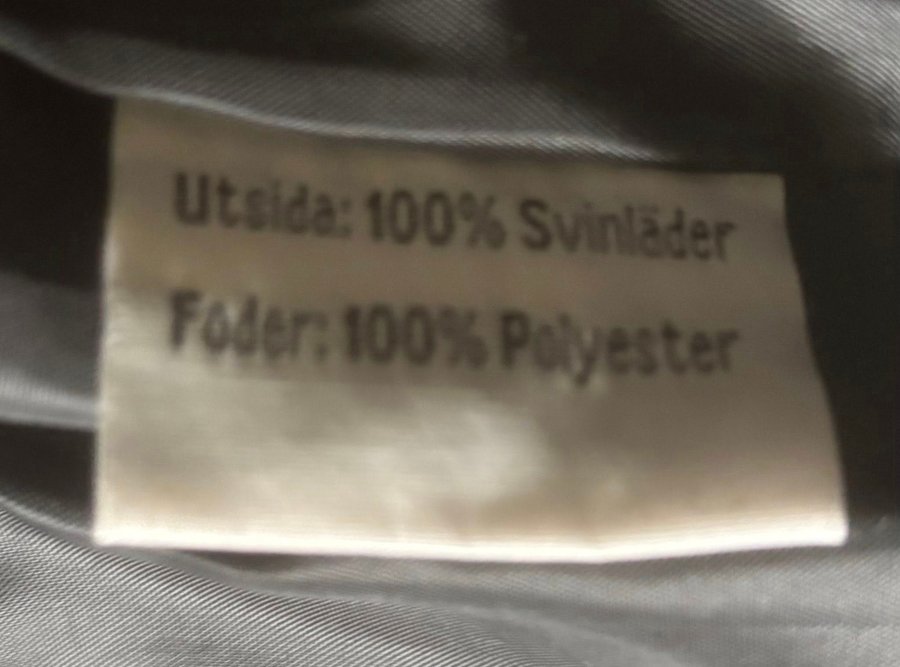 Utsida: 100% Svinläder
Foder: 100% Polyester